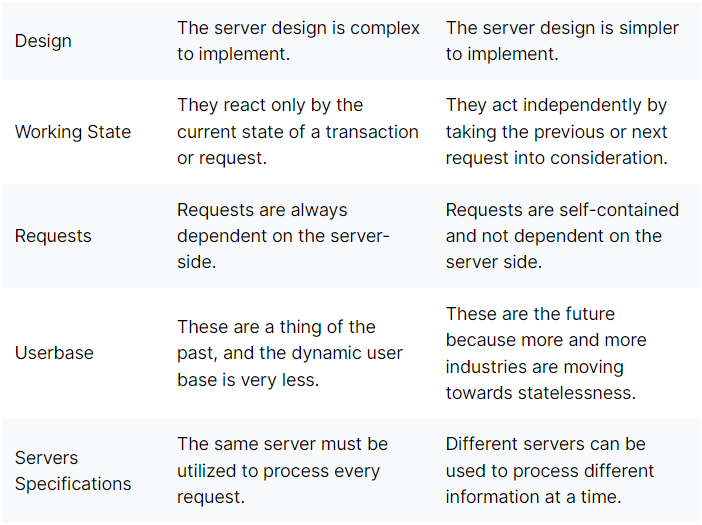 Design
The server design is complex
to implement.
The server design is simpler
to implement.
Working State
They react only by the
current state of a transaction
or request.
They act independently by
taking the previous or next
request into consideration.
Requests
Requests are always
dependent on the server-
side.
Requests are self-contained
and not dependent on the
server side.
Userbase
These are a thing of the
past, and the dynamic user
base is very less.
These are the future
because more and more
industries are moving
towards statelessness.
Servers
Specifications
The same server must be
utilized to process every
request.
Different servers can be
used to process different
information at a time.